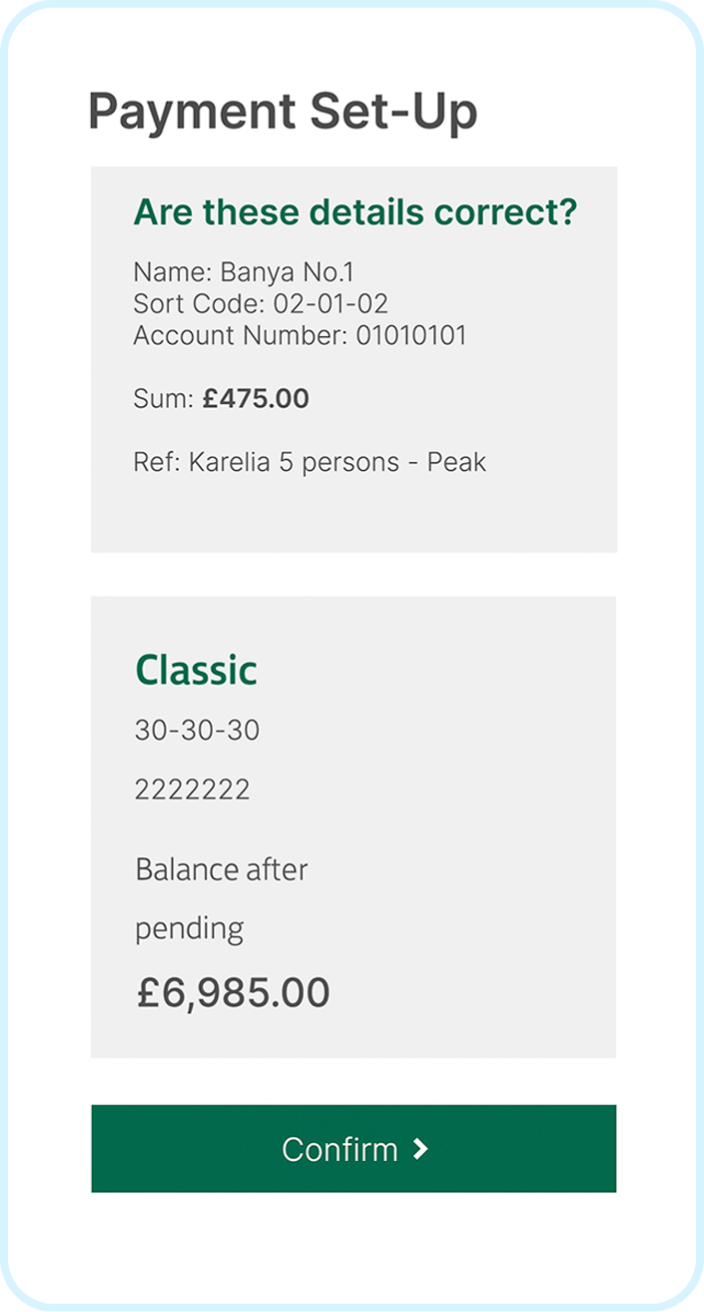 Payment Set-Up
Are these details correct?
Name: Banya No.1
Sort Code: 02-01-02
Account Number: 01010101
Sum: £475.00
Ref: Karelia 5 persons - Peak
Classic
30-30-30
2222222
Balance after
pending
£6,985.00
Confirm